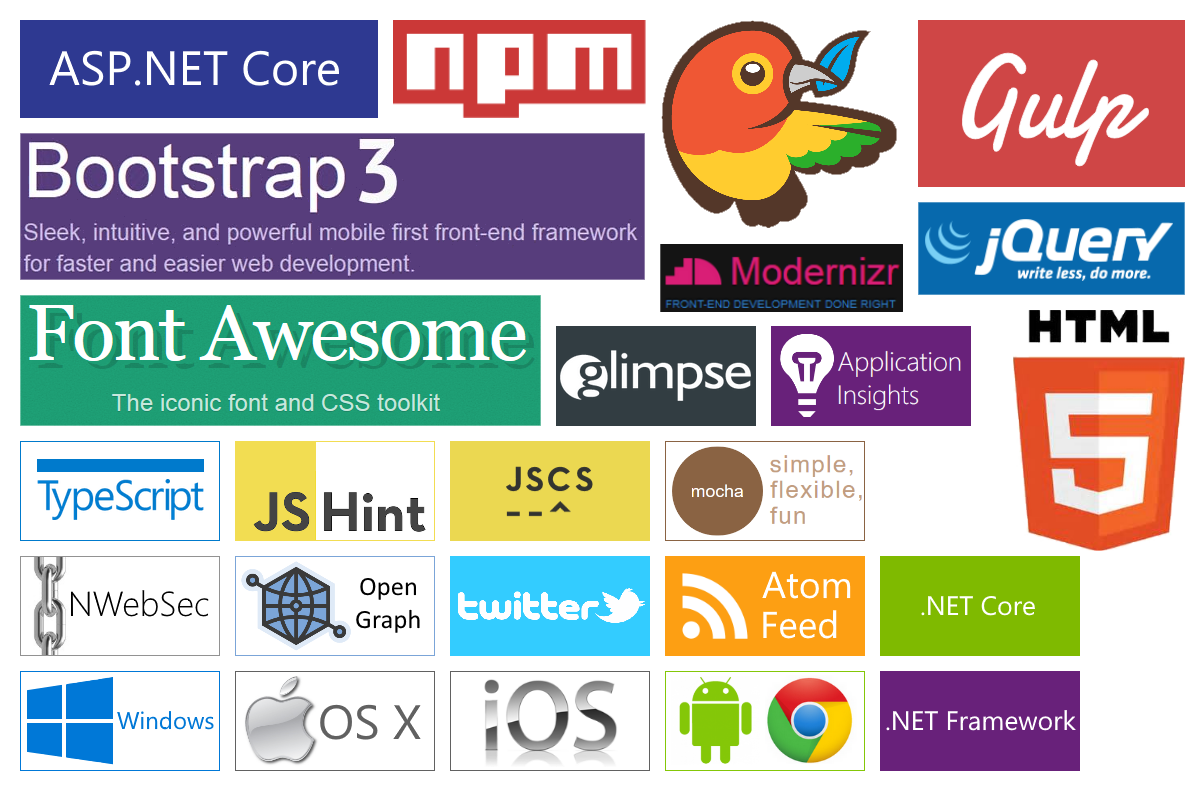 ASP.NET Core
npm
Gulp
Bootstrap 3
Sleek, intuitive, and powerful mobile first front-end framework
for faster and easier web development.
jQuery
write less, do more.
Modernizr
FRONT-END DEVELOPMENT DONE RIGHT
Font Awesome
The iconic font and CSS toolkit
glimpse
Application
Insights
HTML
5
TypeScript
JSHint
JSCS
--^
mocha
simple,
flexible,
fun
NWebSec
Open
Graph
twitter
Atom
Feed
.NET Core
Windows
OS X
iOS
.NET Framework